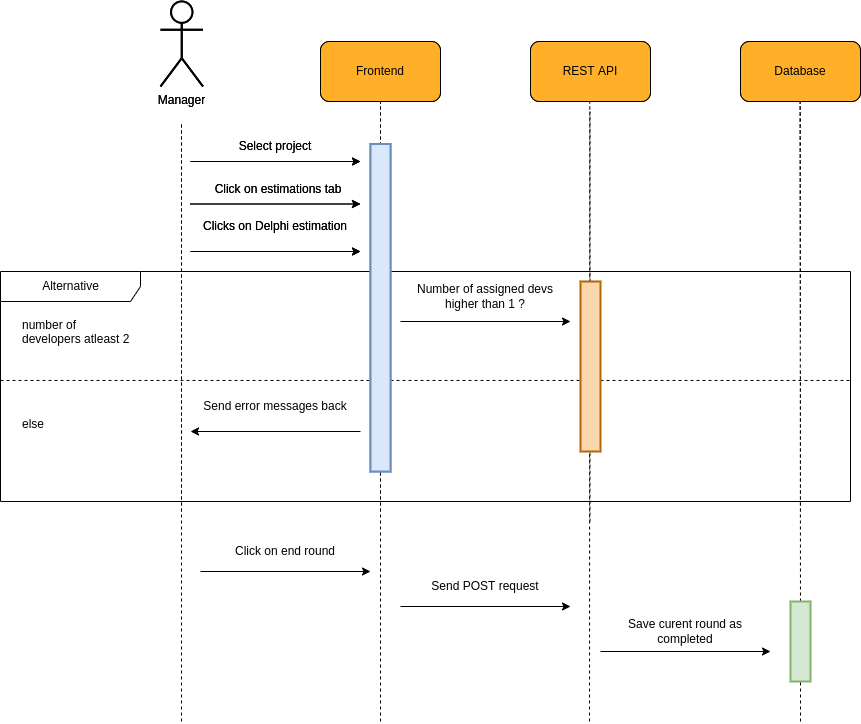 Manager
Frontend
REST API
Database
Select project
Click on estimations tab
Clicks on Delphi estimation
Alternative
number of
developers atleast 2
Number of assigned devs
higher than 1 ?
else
Send error messages back
Click on end round
Send POST request
Save curent round as
completed